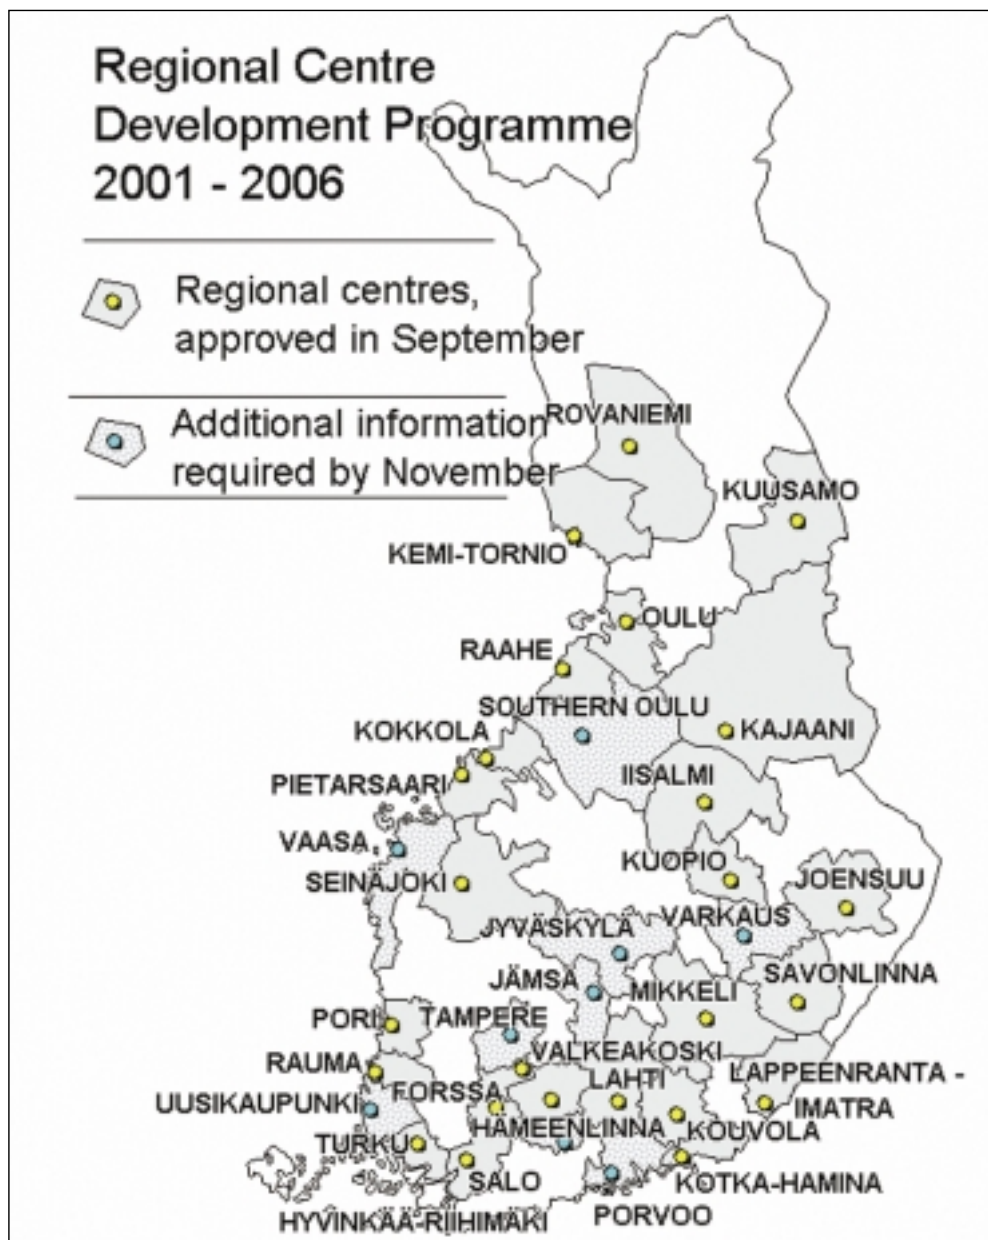 Regional Centre
Development Programme
2001 - 2006
Regional centres,
approved in September
Additional information
required by November
ROVANIEMI
KUUSAMO
KEMI-TORNIO
OULU
RAAHE
SOUTHERN OULU
KOKKOLA
KAJAANI
PIETARSAARI
IISALMI
VAASA
KUOPIO
SEINÄJOKI
JOENSUU
JYVÄSKYLÄ
VARKAUS
JÄMSÄ
SAVONLINNA
MIKKELI
PORI
TAMPERE
VALKEAKOSKI
RAUMA
LAHTI
LAPPEENRANTA -
IMATRA
FORSSA
UUSIKAUPUNKI
HÄMEENLINNA
KOUVOLA
TURKU
SALO
KOTKA-HAMINA
HYVINKÄÄ-RIIHIMÄKI
PORVOO